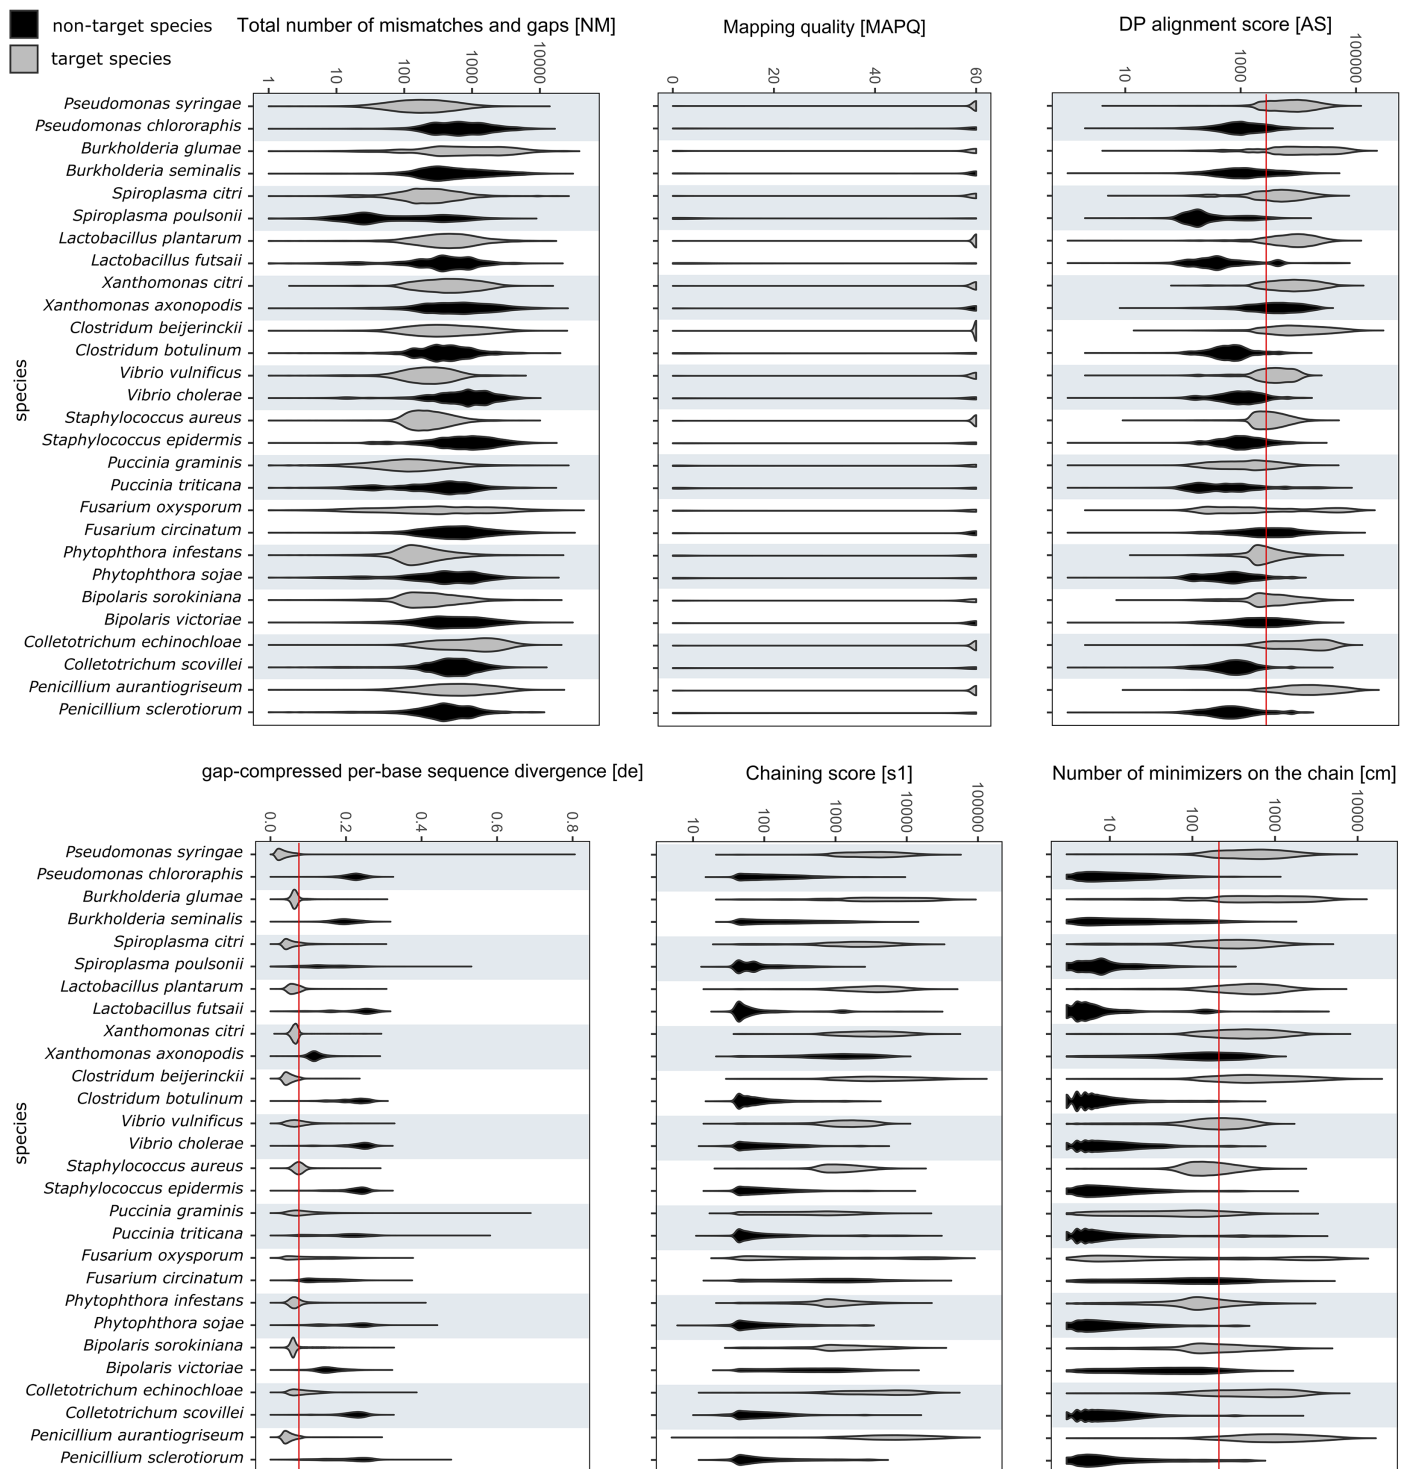 non-target species
target species
Total number of mismatches and gaps [NM]
Mapping quality [MAPQ]
DP alignment score [AS]
1 10 100 1000 10000
0 20 40 60
10 1000 100000
species
Pseudomonas syringae
Pseudomonas chlororaphis
Burkholderia glumae
Burkholderia seminalis
Spiroplasma citri
Spiroplasma poulsonii
Lactobacillus plantarum
Lactobacillus futsaii
Xanthomonas citri
Xanthomonas axonopodis
Clostridum beijerinckii
Clostridum botulinum
Vibrio vulnificus
Vibrio cholerae
Staphylococcus aureus
Staphylococcus epidermis
Puccinia graminis
Puccinia triticana
Fusarium oxysporum
Fusarium circinatum
Phytophthora infestans
Phytophthora sojae
Bipolaris sorokiniana
Bipolaris victoriae
Colletotrichum echinochloae
Colletotrichum scovillei
Penicillium aurantiogriseum
Penicillium sclerotiorum
gap-compressed per-base sequence divergence [de]
Chaining score [s1]
Number of minimizers on the chain [cm]
0.0 0.2 0.4 0.6 0.8
10 100 1000 10000 100000
10 100 1000 10000
species
Pseudomonas syringae
Pseudomonas chlororaphis
Burkholderia glumae
Burkholderia seminalis
Spiroplasma citri
Spiroplasma poulsonii
Lactobacillus plantarum
Lactobacillus futsaii
Xanthomonas citri
Xanthomonas axonopodis
Clostridum beijerinckii
Clostridum botulinum
Vibrio vulnificus
Vibrio cholerae
Staphylococcus aureus
Staphylococcus epidermis
Puccinia graminis
Puccinia triticana
Fusarium oxysporum
Fusarium circinatum
Phytophthora infestans
Phytophthora sojae
Bipolaris sorokiniana
Bipolaris victoriae
Colletotrichum echinochloae
Colletotrichum scovillei
Penicillium aurantiogriseum
Penicillium sclerotiorum